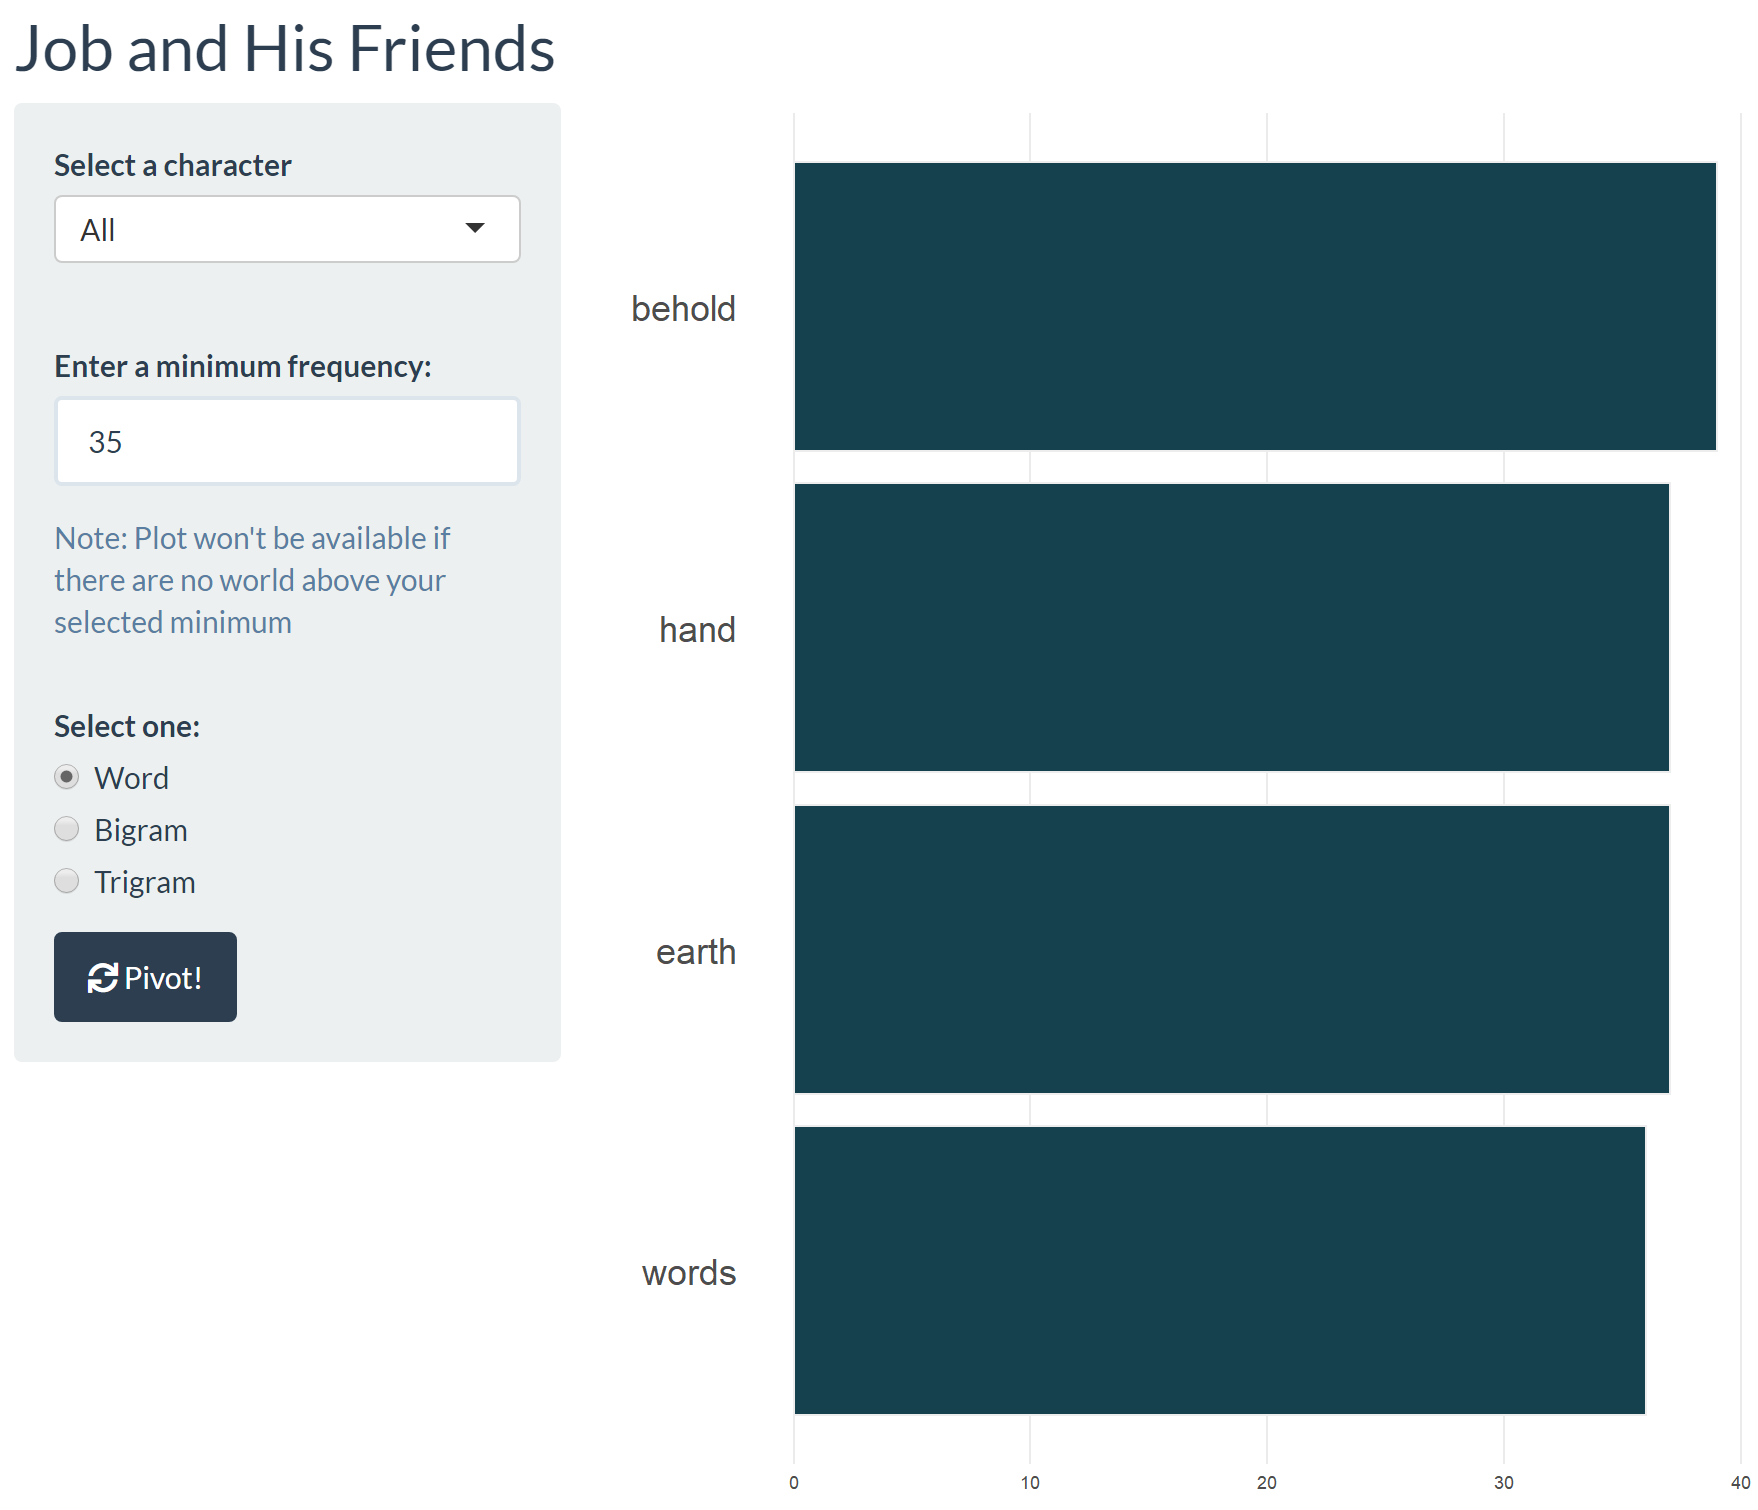 Job and His Friends
Select a character
All
Enter a minimum frequency:
35
Note: Plot won't be available if
there are no world above your
selected minimum
Select one:
Word
Bigram
Trigram
Pivot!
behold
hand
earth
words
0 10 20 30 40